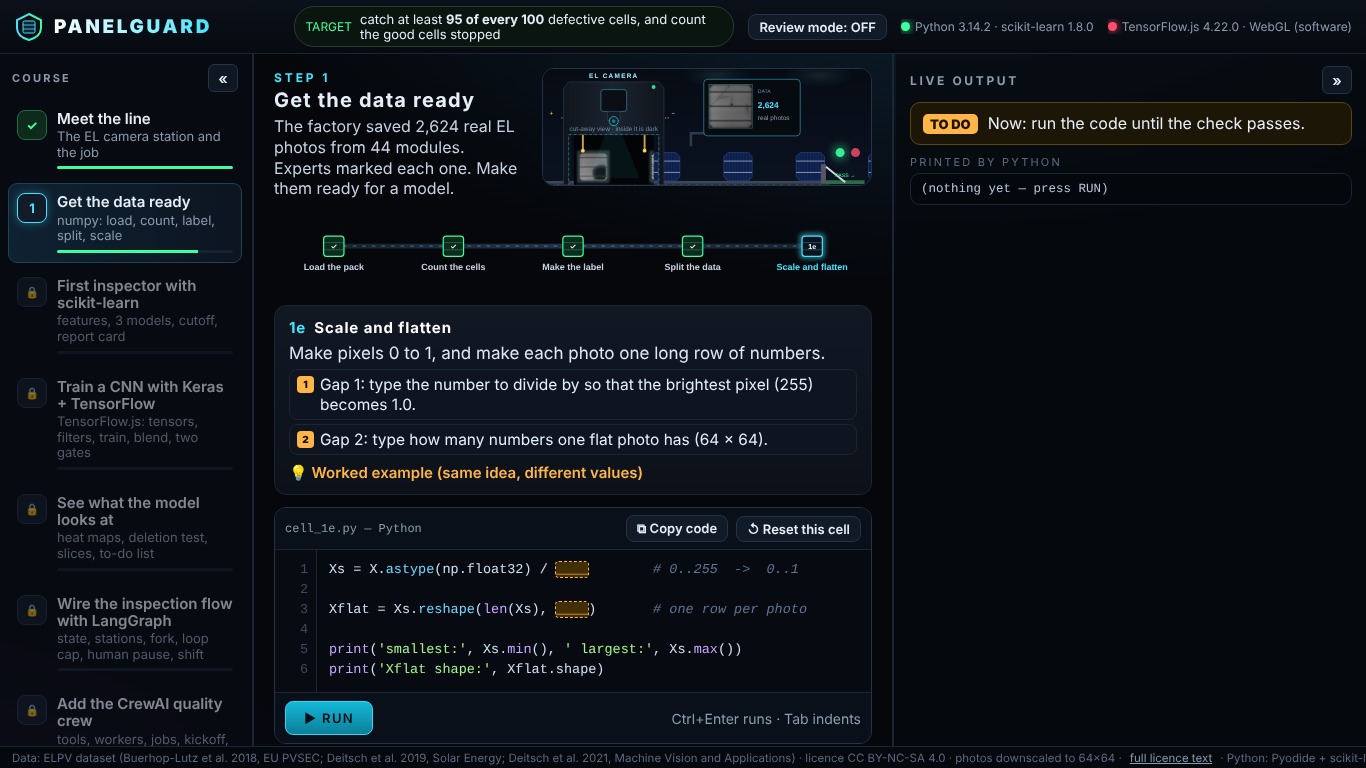 PANELGUARD
TARGET catch at least 95 of every 100 defective cells, and count
the good cells stopped
Review mode: OFF
Python 3.14.2 · scikit-learn 1.8.0
TensorFlow.js 4.22.0 · WebGL (software)
COURSE
«
Meet the line
The EL camera station and
the job
1
Get the data ready
numpy: load, count, label,
split, scale
First inspector with
scikit-learn
features, 3 models, cutoff,
report card
Train a CNN with Keras
+ TensorFlow
TensorFlow.js: tensors,
filters, train, blend, two
gates
See what the model
looks at
heat maps, deletion test,
slices, to-do list
Wire the inspection flow
with LangGraph
state, stations, fork, loop
cap, human pause, shift
Add the CrewAI quality
crew
tools, workers, jobs, kickoff,
STEP 1
Get the data ready
The factory saved 2,624 real EL
photos from 44 modules.
Experts marked each one. Make
them ready for a model.
EL CAMERA
cut-away view · inside it is dark
DATA
2,624
real photos
Load the pack
Count the cells
Make the label
Split the data
1e
Scale and flatten
1e Scale and flatten
Make pixels 0 to 1, and make each photo one long row of numbers.
1 Gap 1: type the number to divide by so that the brightest pixel (255)
becomes 1.0.
2 Gap 2: type how many numbers one flat photo has (64 × 64).
💡 Worked example (same idea, different values)
cell_1e.py — Python
⧉ Copy code
↺ Reset this cell
1 Xs = X.astype(np.float32) / ____ # 0..255 -> 0..1
2
3 Xflat = Xs.reshape(len(Xs), ____) # one row per photo
4
5 print('smallest:', Xs.min(), ' largest:', Xs.max())
6 print('Xflat shape:', Xflat.shape)
▶ RUN
Ctrl+Enter runs · Tab indents
LIVE OUTPUT
»
TO DO Now: run the code until the check passes.
PRINTED BY PYTHON
(nothing yet — press RUN)
Data: ELPV dataset (Buerhop-Lutz et al. 2018, EU PVSEC; Deitsch et al. 2019, Solar Energy; Deitsch et al. 2021, Machine Vision and Applications) · licence CC BY-NC-SA 4.0 · photos downscaled to 64×64 · full licence text · Python: Pyodide + scikit-